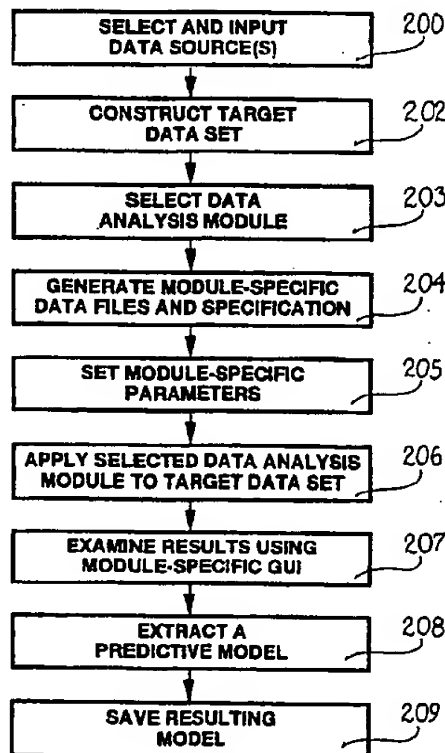 SELECT AND INPUT
DATA SOURCE(S)
200
CONSTRUCT TARGET
DATA SET
202
SELECT DATA
ANALYSIS MODULE
203
GENERATE MODULE-SPECIFIC
DATA FILES AND SPECIFICATION
204
SET MODULE-SPECIFIC
PARAMETERS
205
APPLY SELECTED DATA ANALYSIS
MODULE TO TARGET DATA SET
206
EXAMINE RESULTS USING
MODULE-SPECIFIC GUI
207
EXTRACT A
PREDICTIVE MODEL
208
SAVE RESULTING
MODEL
209